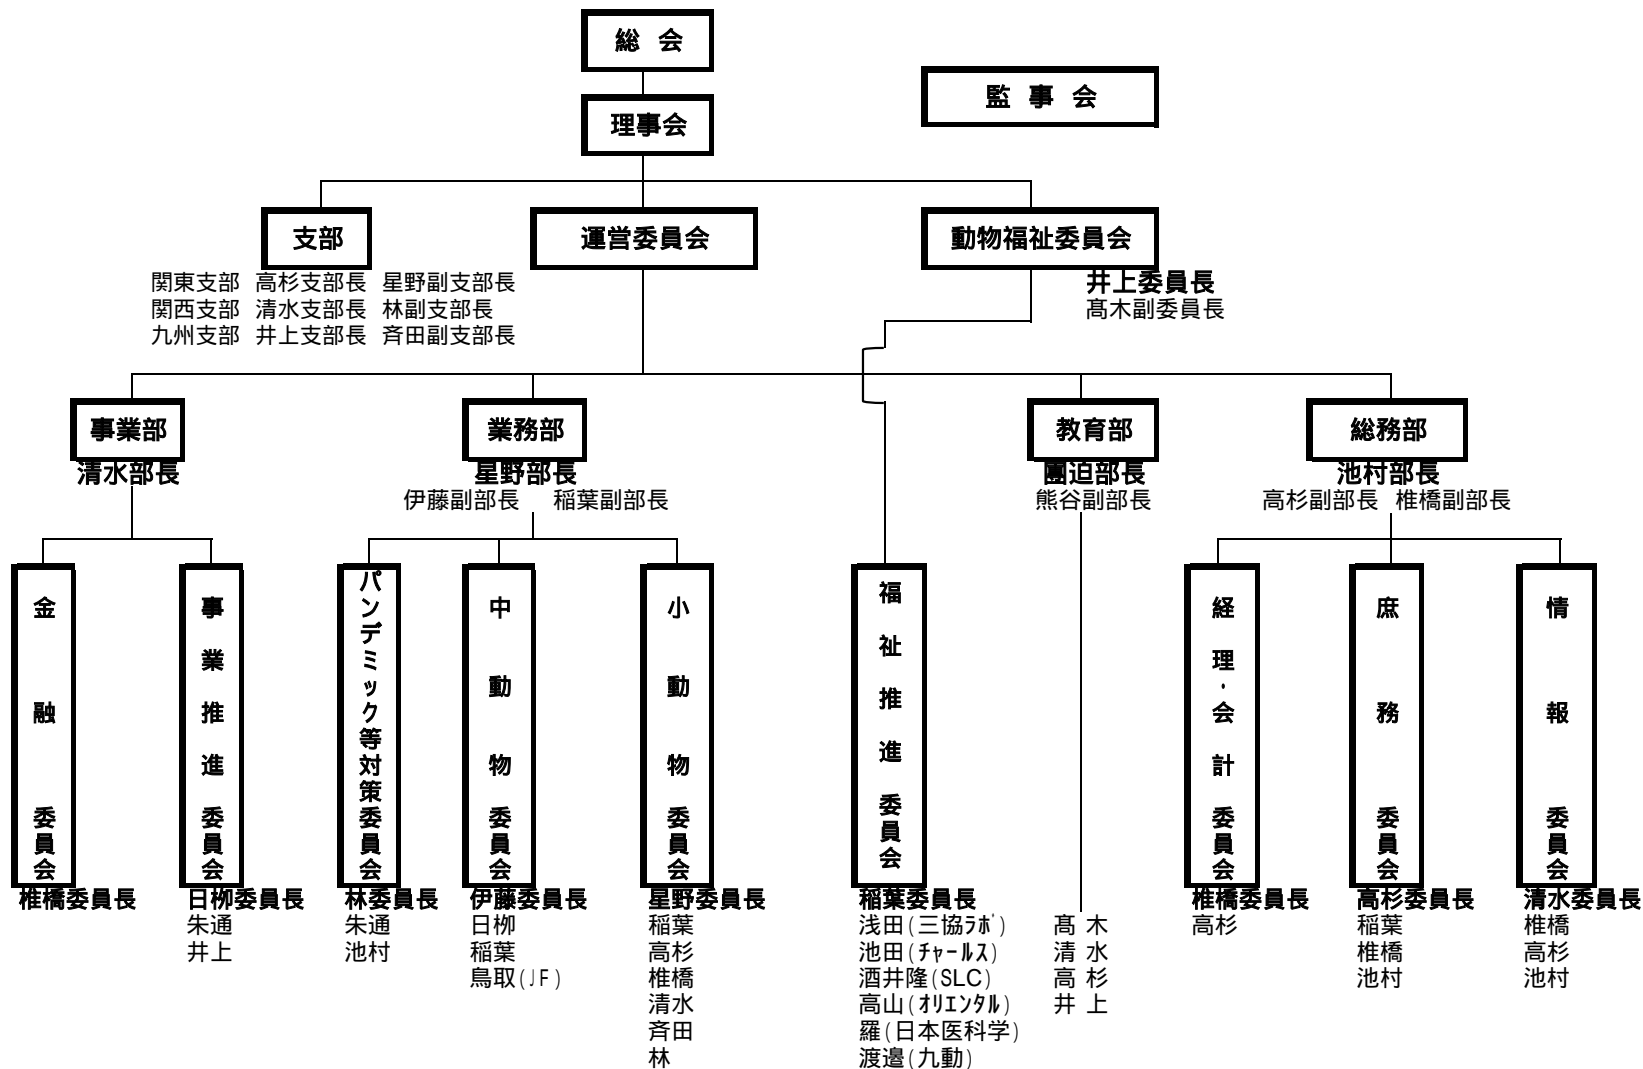 総 会
監 事 会
理事会
支部
運営委員会
動物福祉委員会
関東支部 高杉支部長 星野副支部長
関西支部 清水支部長 林副支部長
九州支部 井上支部長 斉田副支部長
井上委員長
髙木副委員長
事業部
清水部長
業務部
星野部長
伊藤副部長 稲葉副部長
教育部
團迫部長
熊谷副部長
総務部
池村部長
高杉副部長 椎橋副部長
金融委員会
椎橋委員長
事業推進委員会
日栁委員長
朱通
井上
パンデミック等対策委員会
林委員長
朱通
池村
中動物委員会
伊藤委員長
日栁
稲葉
鳥取(JF)
小動物委員会
星野委員長
稲葉
高杉
椎橋
清水
斉田
林
福祉推進委員会
稲葉委員長
浅田(三協ﾗﾎﾞ)
池田(ﾁｬｰﾙｽ)
酒井隆(SLC)
高山(ｵﾘｴﾝﾀﾙ)
羅(日本医科学)
渡邉(九動)
髙 木
清 水
高 杉
井 上
経理・会計委員会
椎橋委員長
高杉
庶務委員会
高杉委員長
稲葉
椎橋
池村
情報委員会
清水委員長
椎橋
高杉
池村